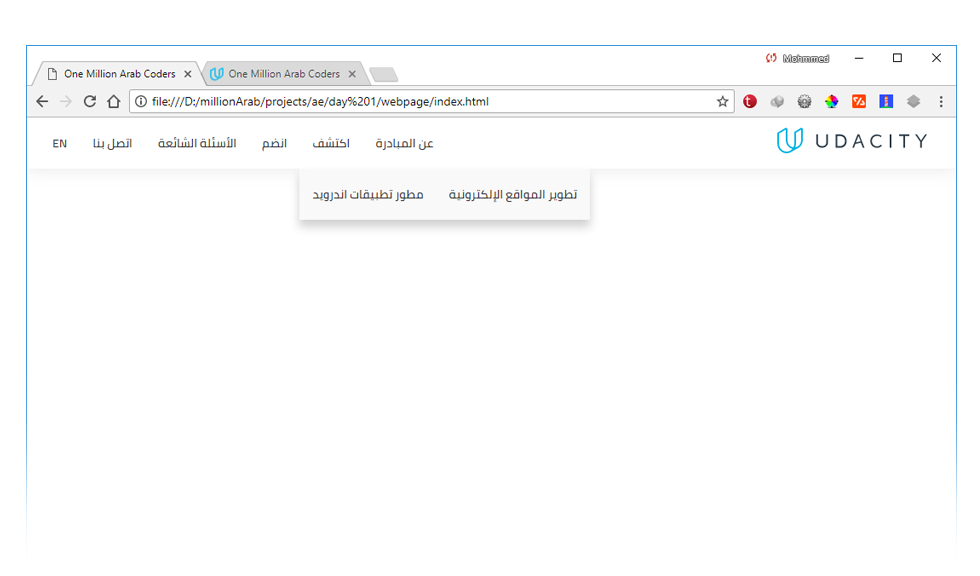 Mohmmed
One Million Arab Coders
One Million Arab Coders
file:///D:/millionArab/projects/ae/day%201/webpage/index.html
UDACITY
عن المبادرة اكتشف انضم الأسئلة الشائعة اتصل بنا EN
تطوير المواقع الإلكترونية مطور تطبيقات اندرويد